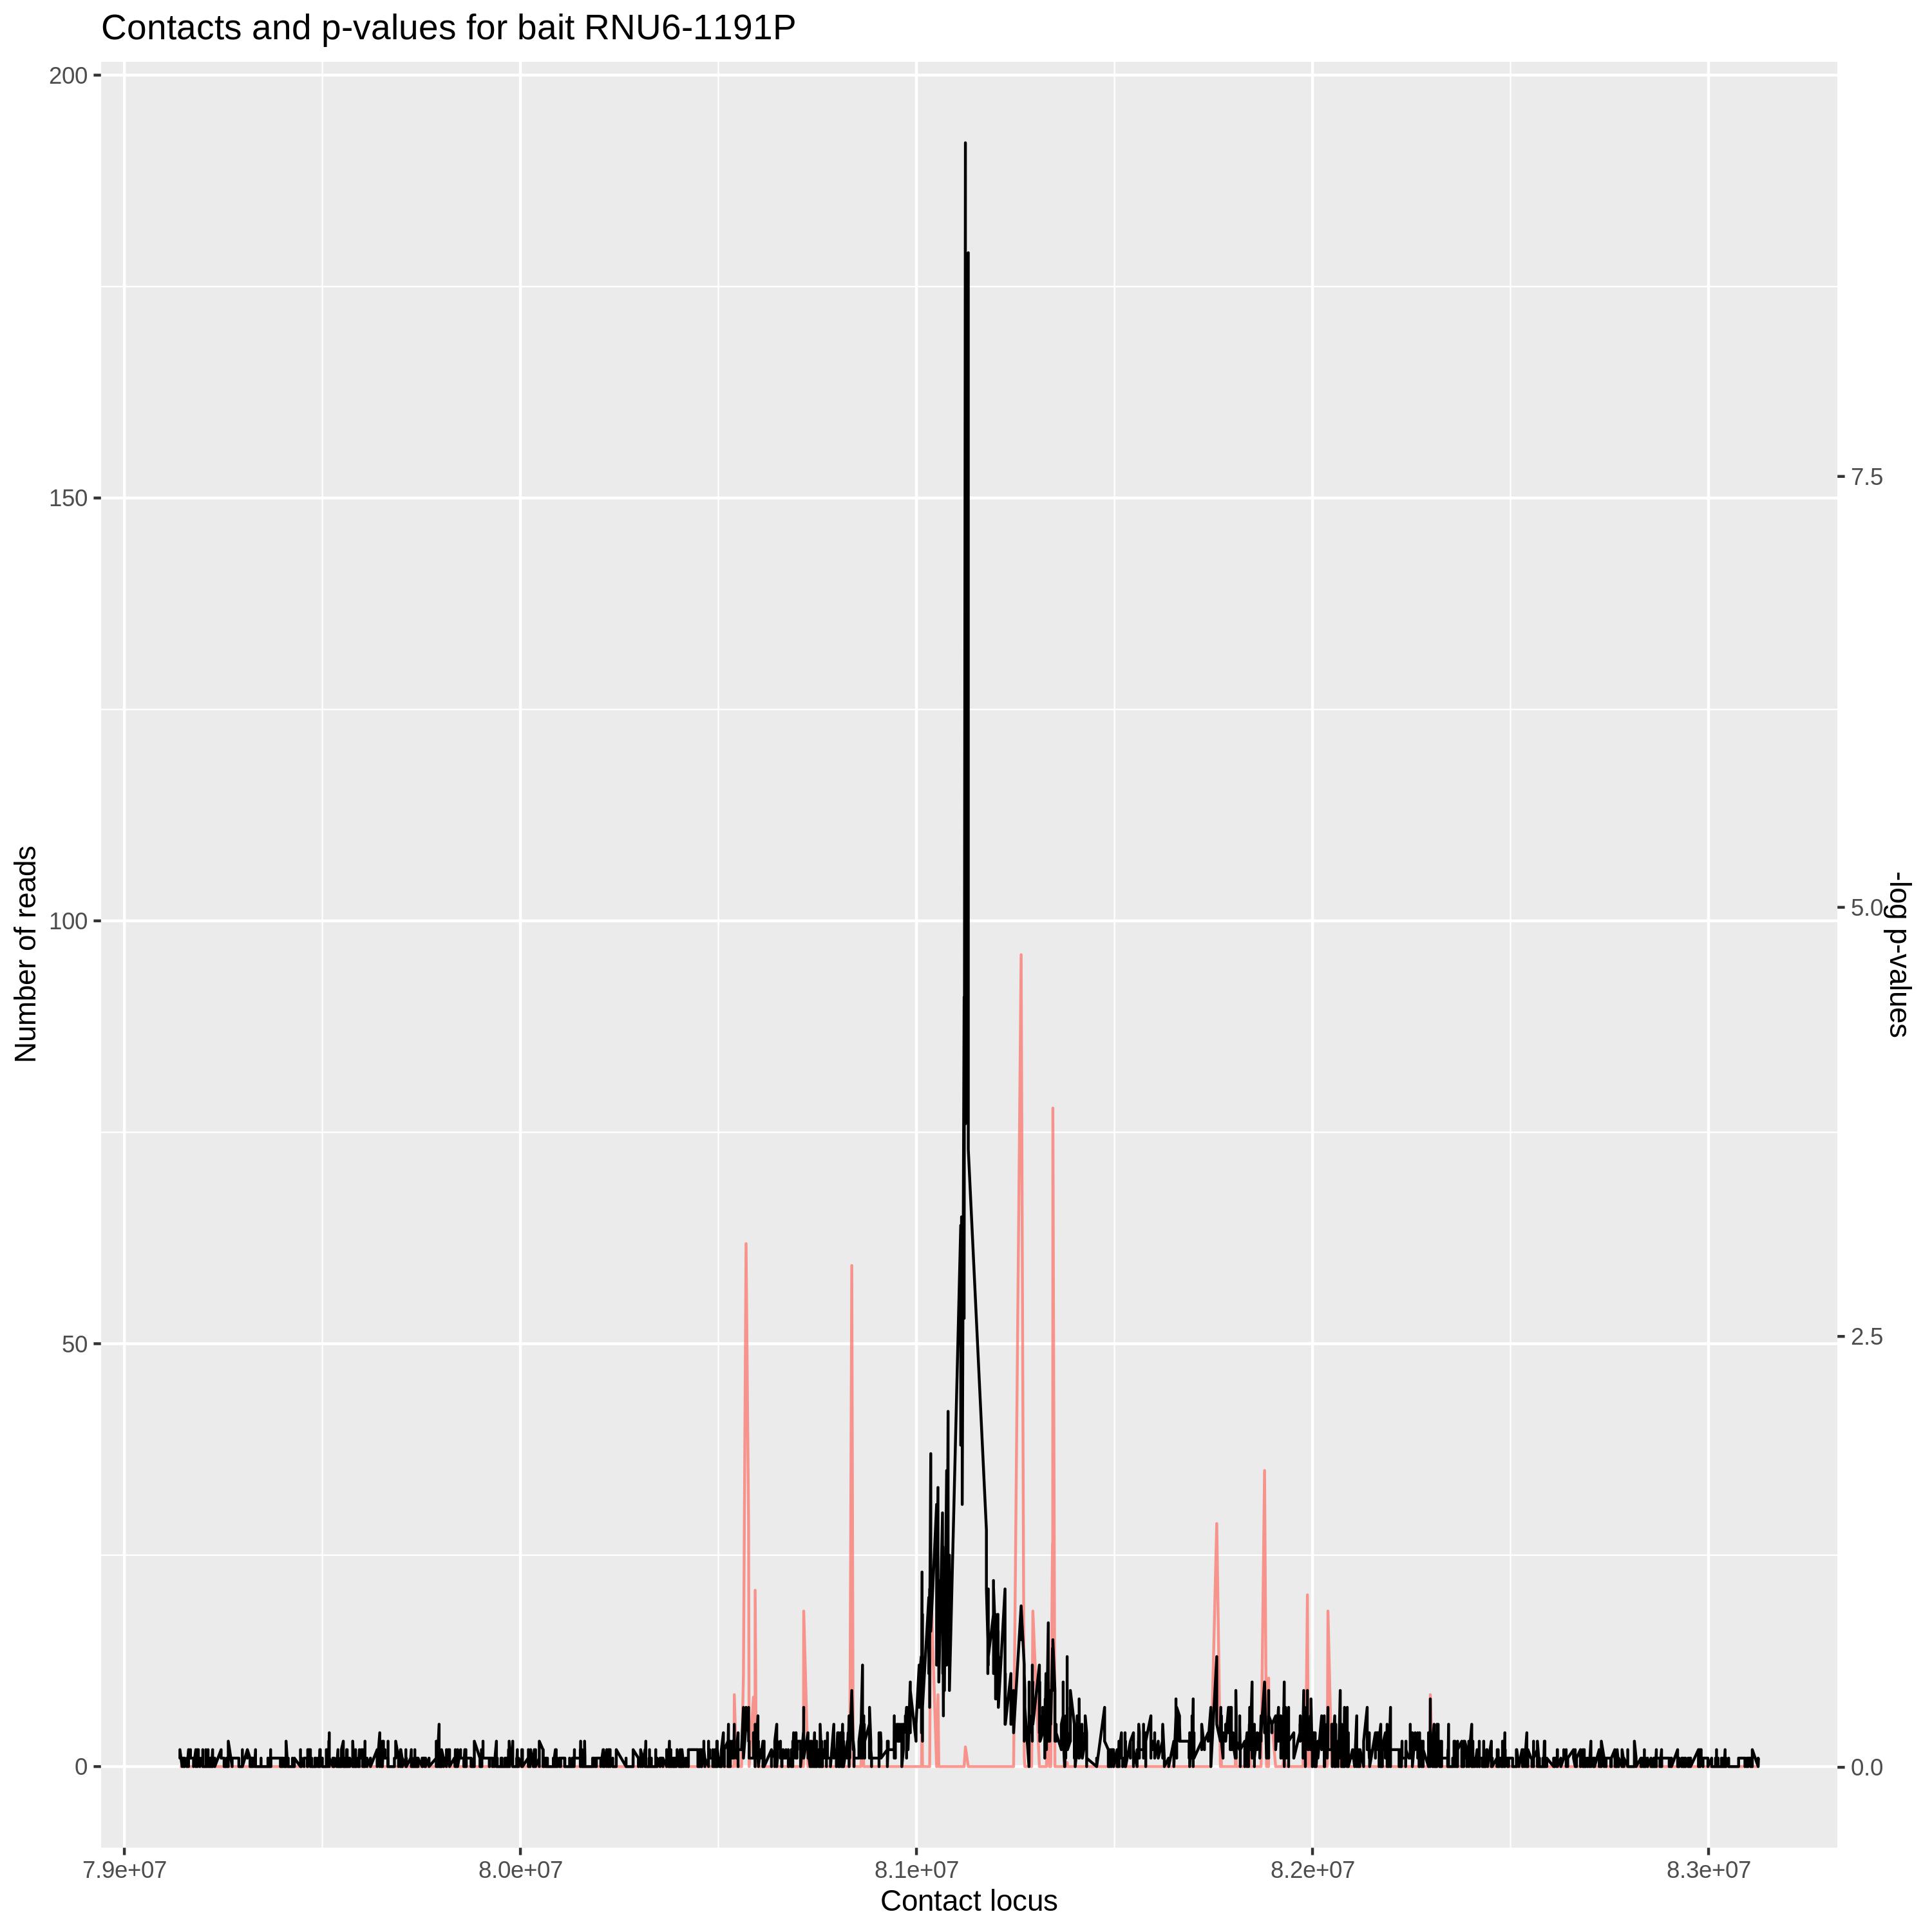 Contacts and p-values for bait RNU6-1191P
200
150
100
50
0
Number of reads
7.5
5.0
2.5
0.0
-log p-values
7.9e+07
8.0e+07
8.1e+07
8.2e+07
8.3e+07
Contact locus